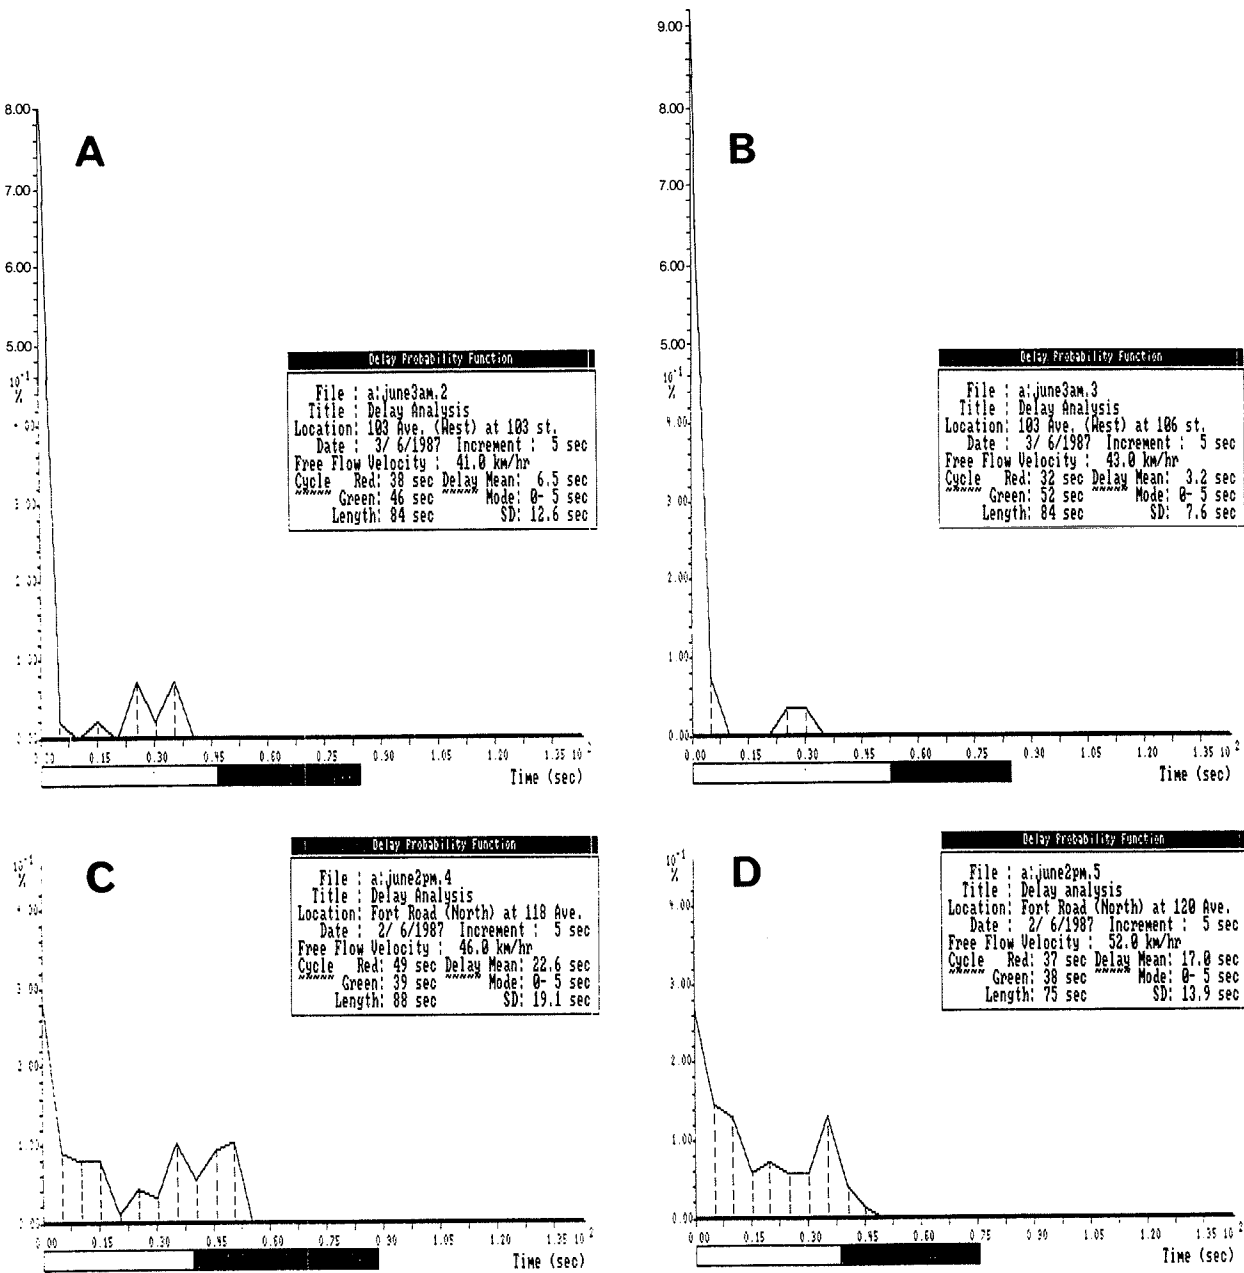 A
8.00
7.00
6.00
5.00
10⁻¹
%
1.00
0.15 0.30 0.45 0.60 0.75 0.90 1.05 1.20 1.35 10²
Time (sec)
Delay Probability Function
File : a:june3am.2
Title : Delay Analysis
Location: 103 Ave. (West) at 103 st.
Date : 3/ 6/1987 Increment : 5 sec
Free Flow Velocity : 41.0 km/hr
Cycle Red: 38 sec Delay Mean: 6.5 sec
Green: 46 sec Mode: 0- 5 sec
Length: 84 sec SD: 12.6 sec
B
9.00
8.00
7.00
6.00
5.00
10⁻¹
%
4.00
3.00
2.00
1.00
0.00
0.00 0.15 0.30 0.45 0.60 0.75 0.90 1.05 1.20 1.35 10²
Time (sec)
Delay Probability Function
File : a:june3am.3
Title : Delay Analysis
Location: 103 Ave. (West) at 106 st.
Date : 3/ 6/1987 Increment : 5 sec
Free Flow Velocity : 43.0 km/hr
Cycle Red: 32 sec Delay Mean: 3.2 sec
Green: 52 sec Mode: 0- 5 sec
Length: 84 sec SD: 7.6 sec
C
10⁻¹
%
0.15 0.30 0.45 0.60 0.75 0.90 1.05 1.20 1.35 10²
Time (sec)
Delay Probability Function
File : a:june2pm.4
Title : Delay Analysis
Location: Fort Road (North) at 118 Ave.
Date : 2/ 6/1987 Increment : 5 sec
Free Flow Velocity : 46.0 km/hr
Cycle Red: 49 sec Delay Mean: 22.6 sec
Green: 39 sec Mode: 0- 5 sec
Length: 88 sec SD: 19.1 sec
D
10⁻¹
%
4.00
3.00
2.00
1.00
0.00
0.00 0.15 0.30 0.45 0.60 0.75 0.90 1.05 1.20 1.35 10²
Time (sec)
Delay Probability Function
File : a:june2pm.5
Title : Delay analysis
Location: Fort Road (North) at 120 Ave.
Date : 2/ 6/1987 Increment : 5 sec
Free Flow Velocity : 52.0 km/hr
Cycle Red: 37 sec Delay Mean: 17.0 sec
Green: 38 sec Mode: 0- 5 sec
Length: 75 sec SD: 13.9 sec